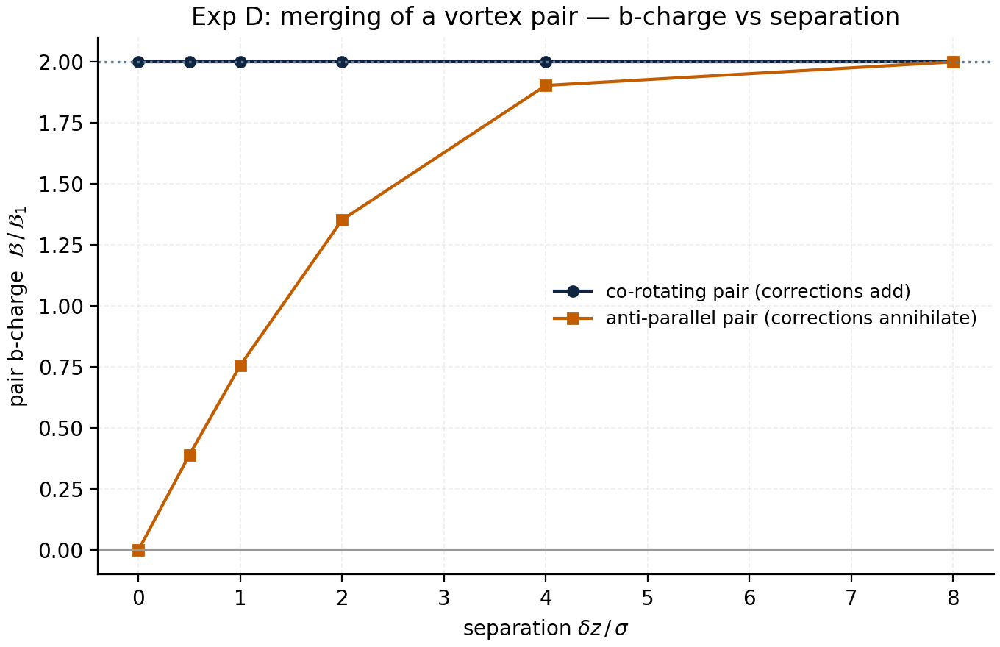 Exp D: merging of a vortex pair — b-charge vs separation
pair b-charge ℬ / ℬ₁
2.00
1.75
1.50
1.25
1.00
0.75
0.50
0.25
0.00
co-rotating pair (corrections add)
anti-parallel pair (corrections annihilate)
0 1 2 3 4 5 6 7 8
separation δz / σ